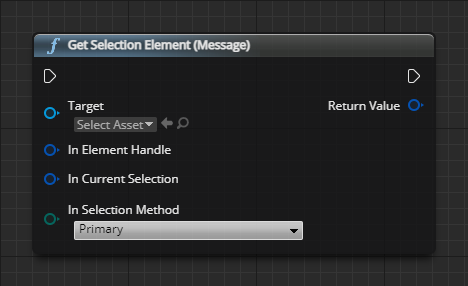 Get Selection Element (Message)
Target
Select Asset
Return Value
In Element Handle
In Current Selection
In Selection Method
Primary